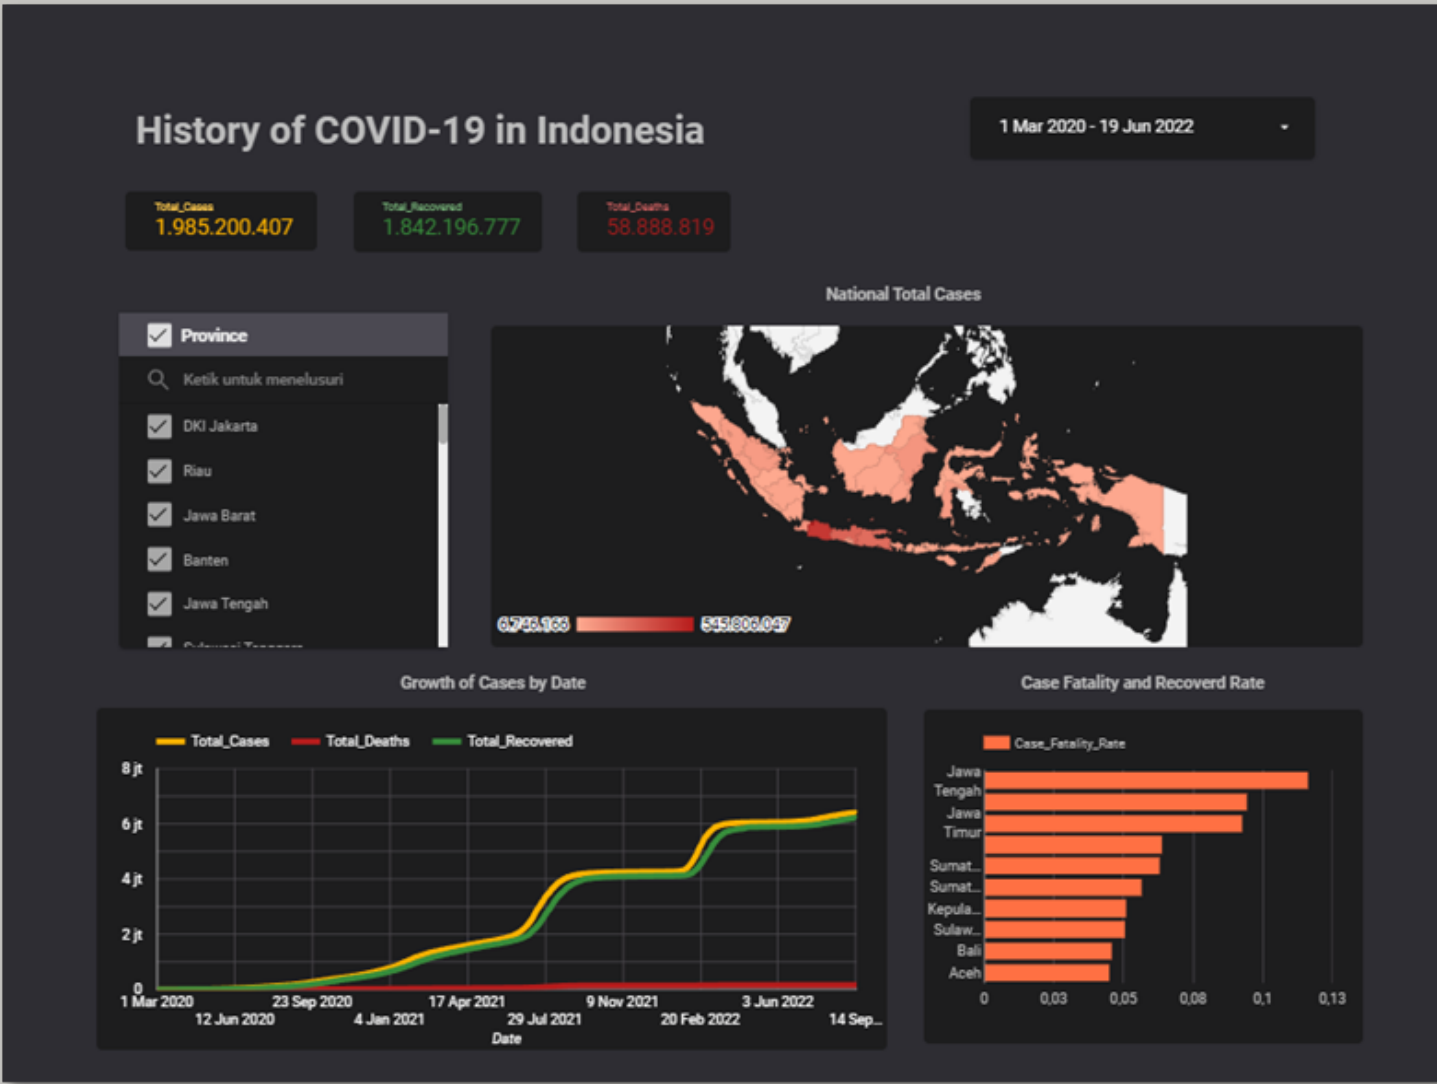 History of COVID-19 in Indonesia
1 Mar 2020 - 19 Jun 2022
Total_Cases
1.985.200.407
Total_Recovered
1.842.196.777
Total_Deaths
58.888.819
National Total Cases
Province
Ketik untuk menelusuri
DKI Jakarta
Riau
Jawa Barat
Banten
Jawa Tengah
6.746.166
545.806.047
Growth of Cases by Date
Total_Cases Total_Deaths Total_Recovered
8 jt
6 jt
4 jt
2 jt
0
1 Mar 2020 23 Sep 2020 17 Apr 2021 9 Nov 2021 3 Jun 2022
12 Jun 2020 4 Jan 2021 29 Jul 2021 20 Feb 2022 14 Sep...
Date
Case Fatality and Recoverd Rate
Case_Fatality_Rate
Jawa
Tengah
Jawa
Timur
Sumat...
Sumat...
Kepula...
Sulaw...
Bali
Aceh
0 0,03 0,05 0,08 0,1 0,13